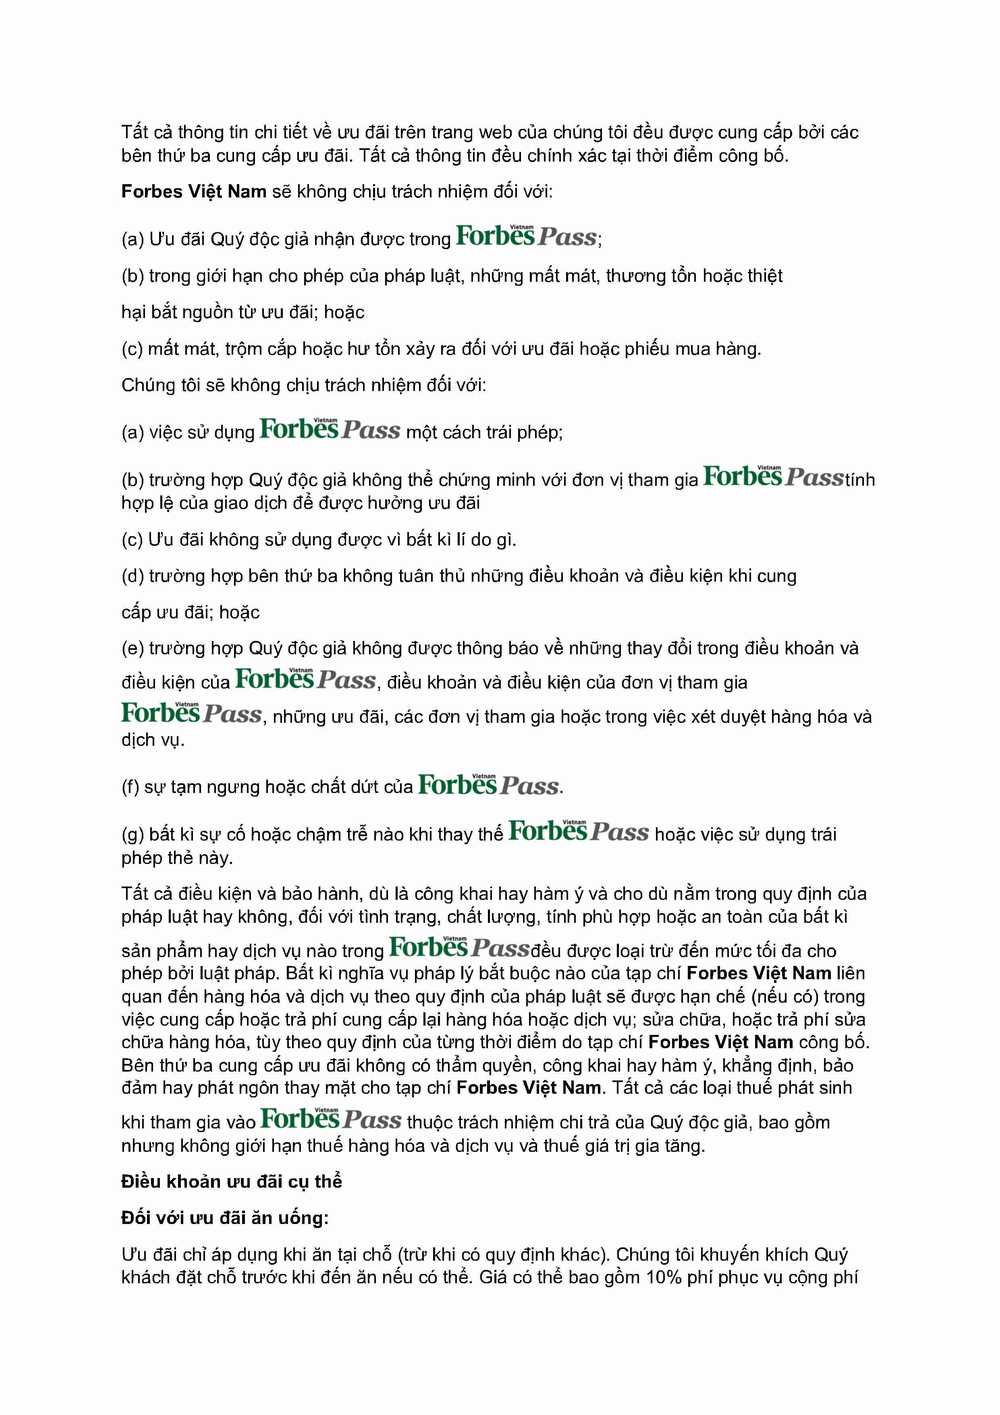 Tất cả thông tin chi tiết về ưu đãi trên trang web của chúng tôi đều được cung cấp bởi các
bên thứ ba cung cấp ưu đãi. Tất cả thông tin đều chính xác tại thời điểm công bố.
Forbes Việt Nam sẽ không chịu trách nhiệm đối với:
(a) Ưu đãi Quý độc giả nhận được trong Forbes Vietnam Pass;
(b) trong giới hạn cho phép của pháp luật, những mất mát, thương tổn hoặc thiệt
hại bắt nguồn từ ưu đãi; hoặc
(c) mất mát, trộm cắp hoặc hư tổn xảy ra đối với ưu đãi hoặc phiếu mua hàng.
Chúng tôi sẽ không chịu trách nhiệm đối với:
(a) việc sử dụng Forbes Vietnam Pass một cách trái phép;
(b) trường hợp Quý độc giả không thể chứng minh với đơn vị tham gia Forbes Vietnam Pass tính
hợp lệ của giao dịch để được hưởng ưu đãi
(c) Ưu đãi không sử dụng được vì bất kì lí do gì.
(d) trường hợp bên thứ ba không tuân thủ những điều khoản và điều kiện khi cung
cấp ưu đãi; hoặc
(e) trường hợp Quý độc giả không được thông báo về những thay đổi trong điều khoản và
điều kiện của Forbes Vietnam Pass, điều khoản và điều kiện của đơn vị tham gia
Forbes Vietnam Pass, những ưu đãi, các đơn vị tham gia hoặc trong việc xét duyệt hàng hóa và
dịch vụ.
(f) sự tạm ngưng hoặc chất dứt của Forbes Vietnam Pass.
(g) bất kì sự cố hoặc chậm trễ nào khi thay thế Forbes Vietnam Pass hoặc việc sử dụng trái
phép thẻ này.
Tất cả điều kiện và bảo hành, dù là công khai hay hàm ý và cho dù nằm trong quy định của
pháp luật hay không, đối với tình trạng, chất lượng, tính phù hợp hoặc an toàn của bất kì
sản phẩm hay dịch vụ nào trong Forbes Vietnam Pass đều được loại trừ đến mức tối đa cho
phép bởi luật pháp. Bất kì nghĩa vụ pháp lý bắt buộc nào của tạp chí Forbes Việt Nam liên
quan đến hàng hóa và dịch vụ theo quy định của pháp luật sẽ được hạn chế (nếu có) trong
việc cung cấp hoặc trả phí cung cấp lại hàng hóa hoặc dịch vụ; sửa chữa, hoặc trả phí sửa
chữa hàng hóa, tùy theo quy định của từng thời điểm do tạp chí Forbes Việt Nam công bố.
Bên thứ ba cung cấp ưu đãi không có thẩm quyền, công khai hay hàm ý, khẳng định, bảo
đảm hay phát ngôn thay mặt cho tạp chí Forbes Việt Nam. Tất cả các loại thuế phát sinh
khi tham gia vào Forbes Vietnam Pass thuộc trách nhiệm chi trả của Quý độc giả, bao gồm
nhưng không giới hạn thuế hàng hóa và dịch vụ và thuế giá trị gia tăng.
Điều khoản ưu đãi cụ thể
Đối với ưu đãi ăn uống:
Ưu đãi chỉ áp dụng khi ăn tại chỗ (trừ khi có quy định khác). Chúng tôi khuyến khích Quý
khách đặt chỗ trước khi đến ăn nếu có thể. Giá có thể bao gồm 10% phí phục vụ cộng phí